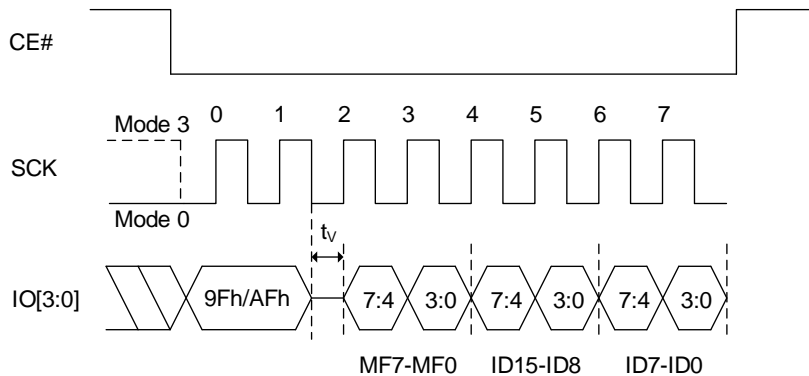 CE#
0 1 2 3 4 5 6 7
Mode 3
SCK
Mode 0
tV
IO[3:0]
9Fh/AFh 7:4 3:0 7:4 3:0 7:4 3:0
MF7-MF0 ID15-ID8 ID7-ID0